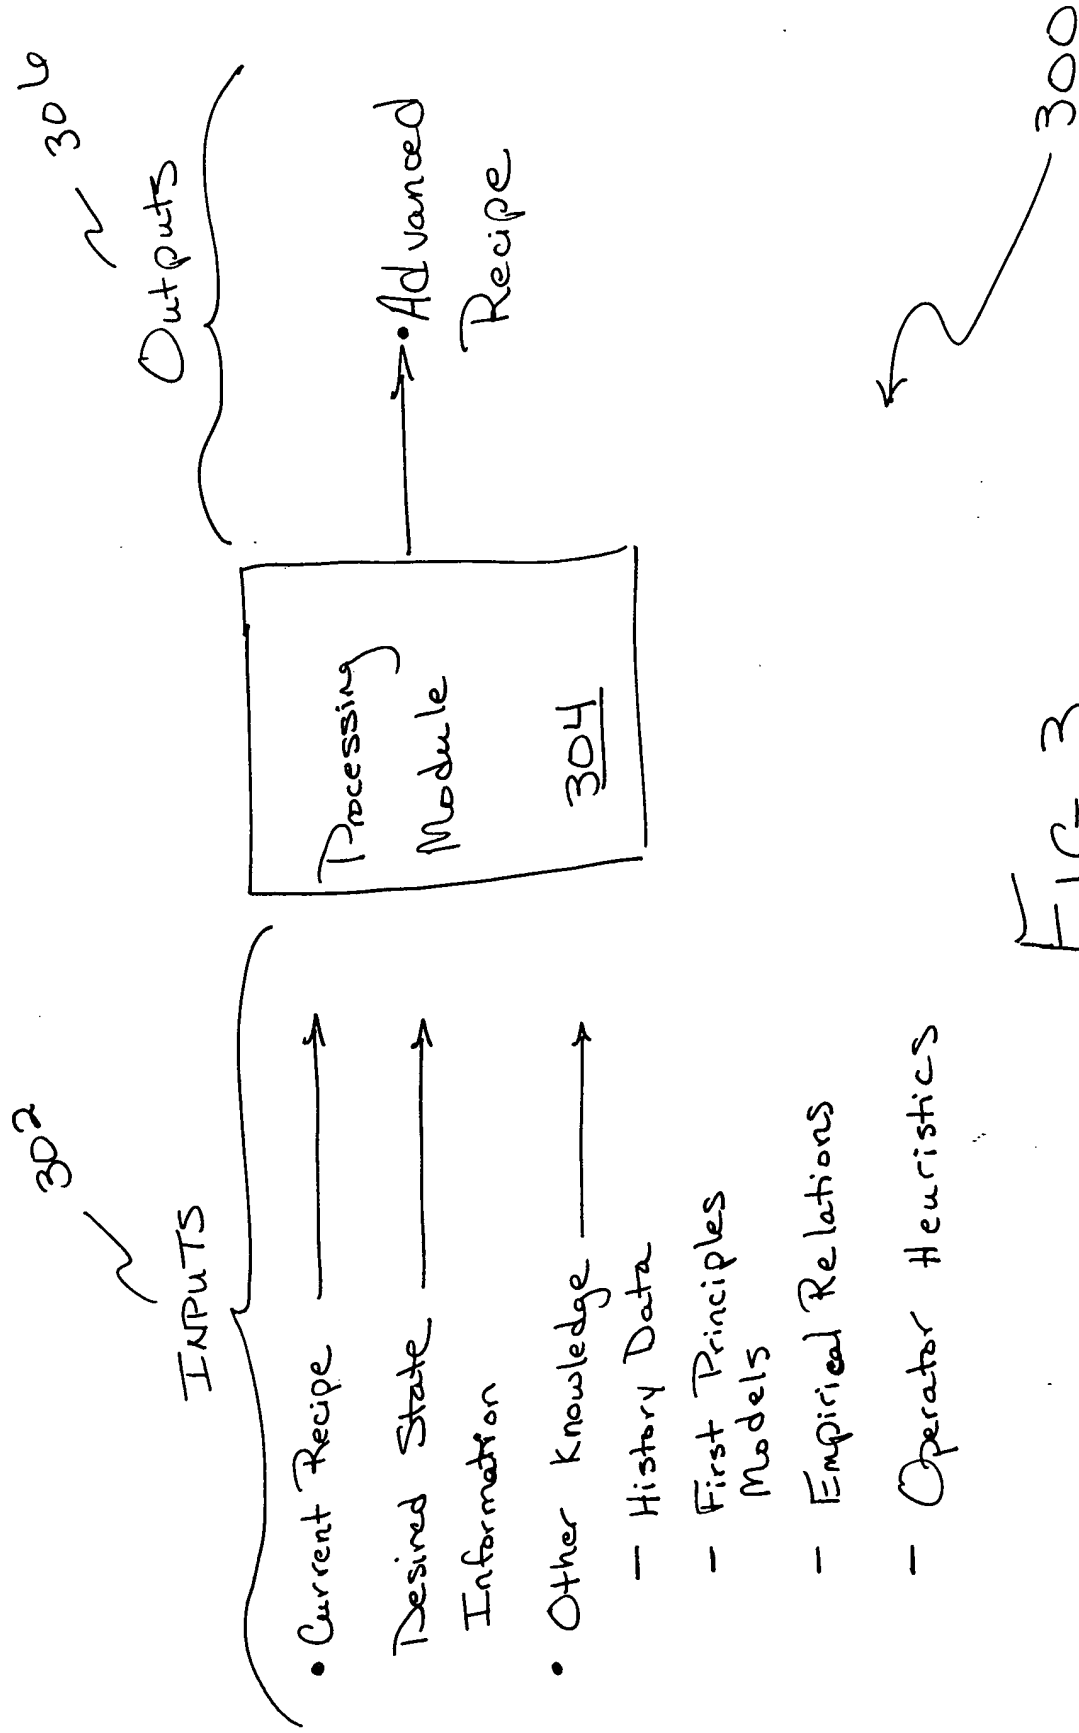 302
INPUTS
• Current Recipe
Desired State
Information
• Other Knowledge
– History Data
– First Principles
Models
– Empirical Relations
– Operator Heuristics
Processing
Module
304
306
Outputs
• Advanced
Recipe
300
FIG 3